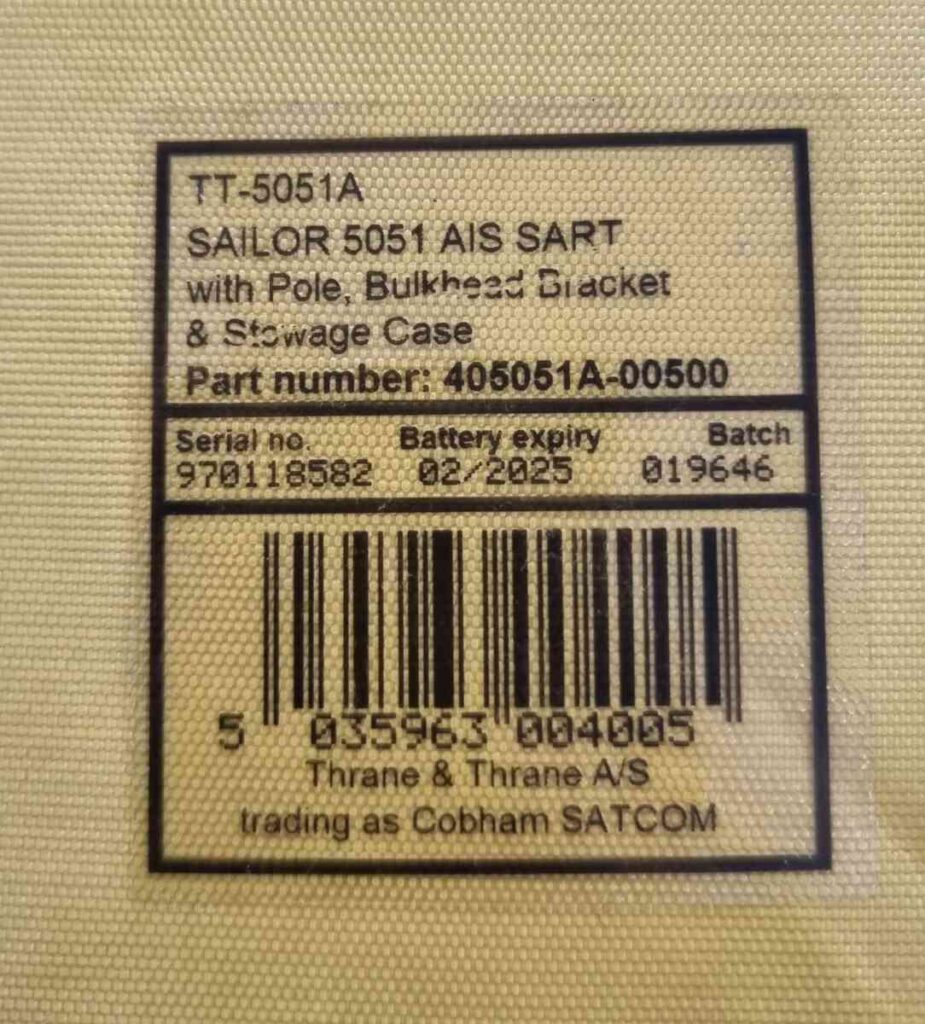 TT-5051A
SAILOR 5051 AIS SART
with Pole, Bulkhead Bracket
& Stowage Case
Part number: 405051A-00500
Serial no. Battery expiry Batch
970118582 02/2025 019646
5 035963 004005
Thrane & Thrane A/S
trading as Cobham SATCOM